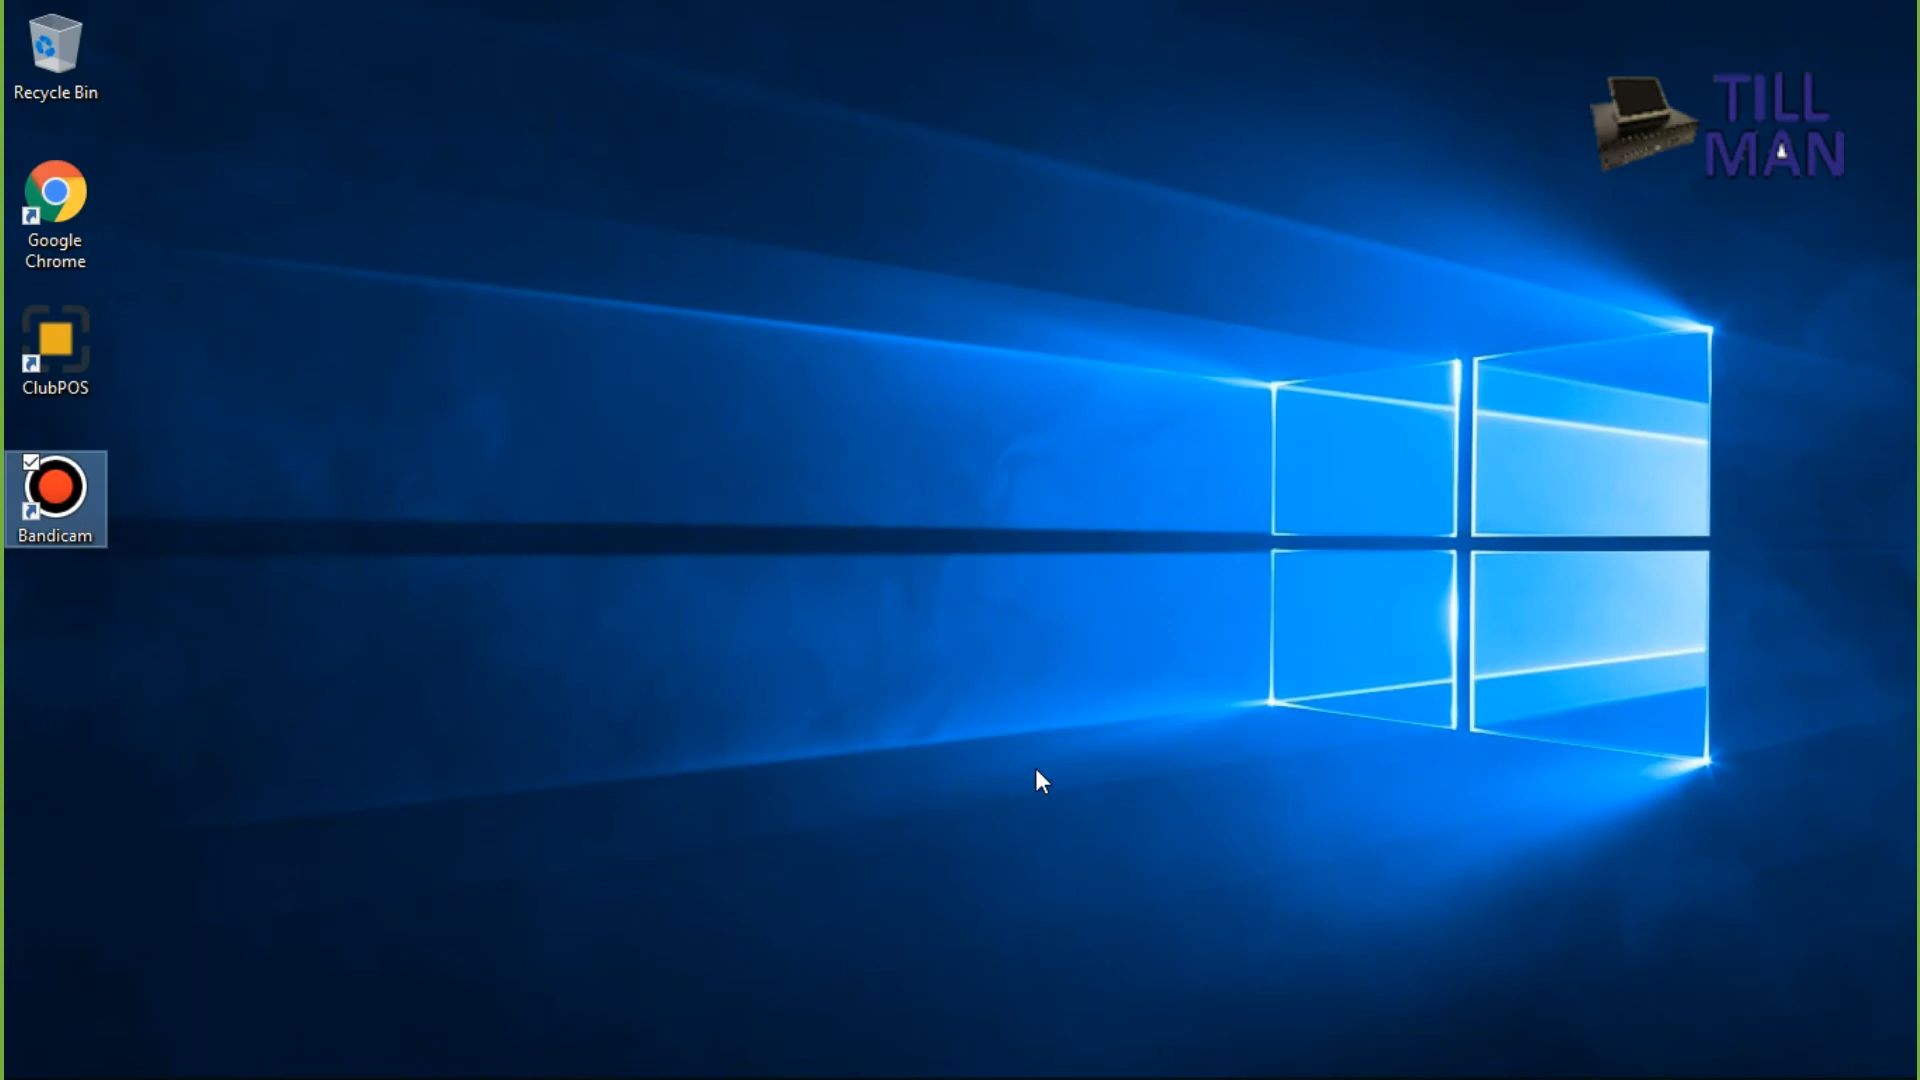 Recycle Bin
TILL
MAN
Google
Chrome
ClubPOS
Bandicam